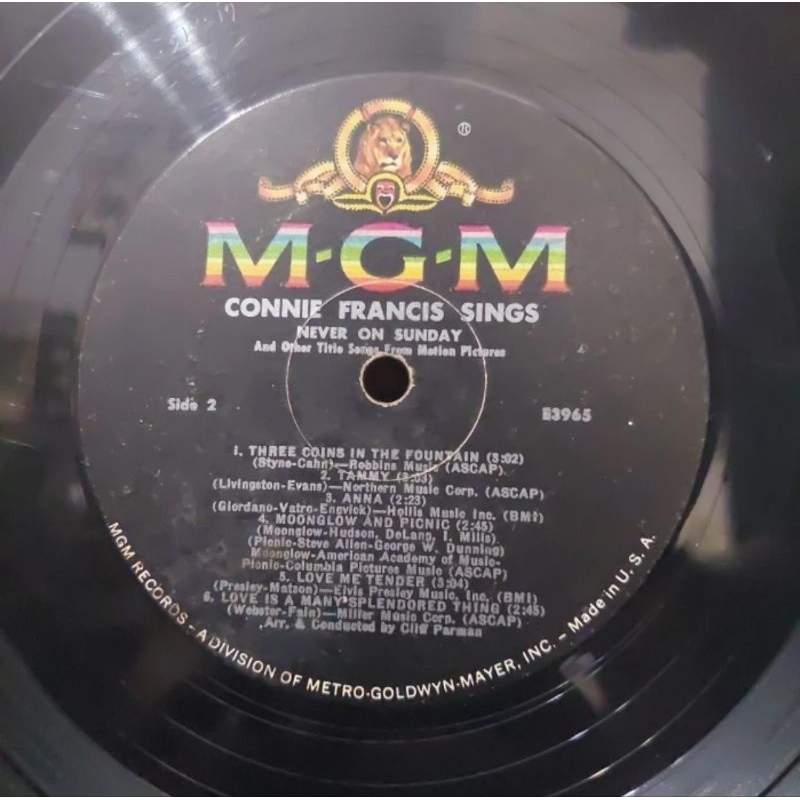 ®
M-G-M
CONNIE FRANCIS SINGS
NEVER ON SUNDAY
And Other Title Songs From Motion Pictures
Side 2
E3965
1. THREE COINS IN THE FOUNTAIN (3:02)
(Styne-Cahn)—Robbins Music (ASCAP)
2. TAMMY (3:03)
(Livingston-Evans)—Northern Music Corp. (ASCAP)
3. ANNA (2:23)
(Giordano-Vatro-Engvick)—Hollis Music Inc. (BMI)
4. MOONGLOW AND PICNIC (2:45)
(Moonglow-Hudson, DeLang, I. Mills)
(Picnic-Steve Allen-George W. Dunning)
Moonglow-American Academy of Music-
Picnic-Columbia Pictures Music (ASCAP)
5. LOVE ME TENDER (3:04)
(Presley-Matson)—Elvis Presley Music, Inc. (BMI)
6. LOVE IS A MANY SPLENDORED THING (2:45)
(Webster-Fain)—Miller Music Corp. (ASCAP)
Arr. & Conducted by Cliff Parman
MGM RECORDS - A DIVISION OF METRO-GOLDWYN-MAYER, INC. - Made in U. S. A.